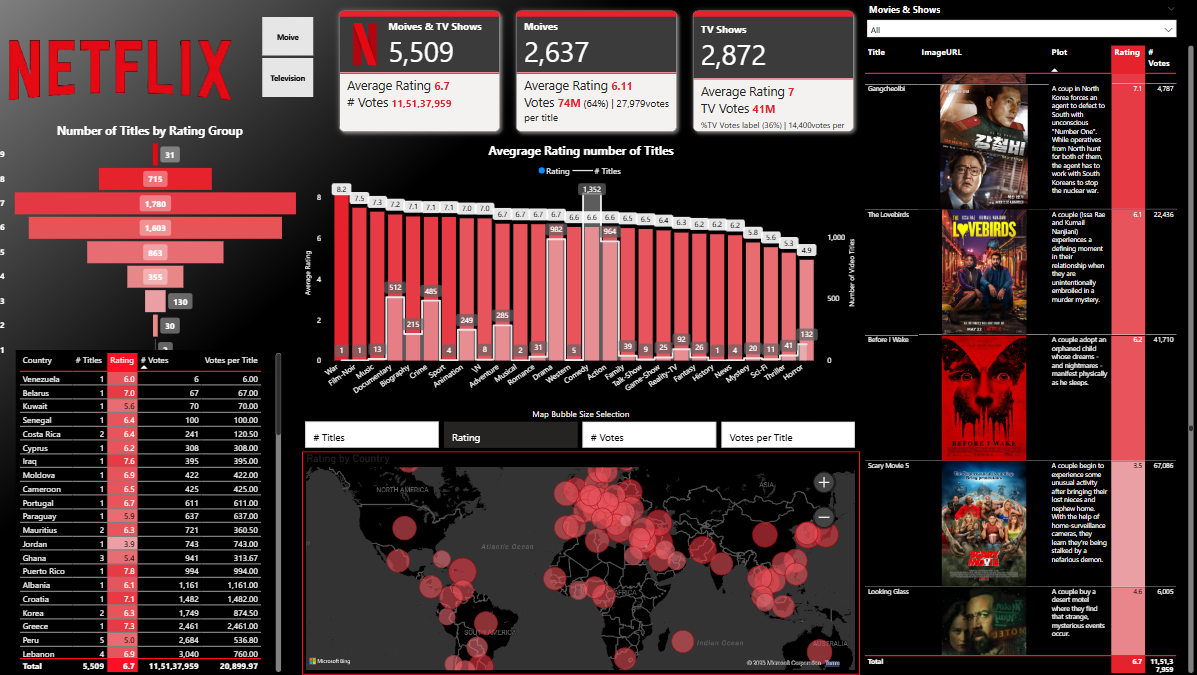 NETFLIX
Moive
Television
Moives & TV Shows
5,509
Average Rating 6.7
# Votes 11,51,37,959
Moives
2,637
Average Rating 6.11
Votes 74M (64%) | 27,979votes
per title
TV Shows
2,872
Average Rating 7
TV Votes 41M
%TV Votes label (36%) | 14,400votes per
Number of Titles by Rating Group
9
31
8
715
7
1,780
6
1,603
5
863
4
355
3
130
2
30
1
Avegrage Rating number of Titles
Rating
# Titles
Average Rating
8
6
4
2
0
8.2
7.5
7.3
7.2
7.1
7.1
7.1
7.0
7.0
6.7
6.7
6.7
6.7
6.6
6.6
6.6
6.5
6.5
6.4
6.3
6.2
6.2
6.2
5.8
5.6
5.3
4.9
1
1
13
512
215
485
4
249
8
285
2
31
982
5
1,352
964
39
9
25
92
26
1
4
20
11
41
132
Number of Video Titles
1,000
500
0
War
Film-Noir
Music
Documentary
Biography
Crime
Sport
Animation
\N
Adventure
Musical
Romance
Drama
Western
Comedy
Action
Family
Talk-Show
Game-Show
Reality-TV
Fantasy
History
News
Mystery
Sci-Fi
Thriller
Horror
Country # Titles Rating # Votes Votes per Title
Venezuela 1 6.0 6 6.00
Belarus 1 7.0 67 67.00
Kuwait 1 5.6 70 70.00
Senegal 1 6.4 100 100.00
Costa Rica 2 6.4 241 120.50
Cyprus 1 6.2 308 308.00
Iraq 1 7.6 395 395.00
Moldova 1 6.9 422 422.00
Cameroon 1 6.5 425 425.00
Portugal 1 6.7 611 611.00
Paraguay 1 5.9 637 637.00
Mauritius 2 6.3 721 360.50
Jordan 1 3.9 743 743.00
Ghana 3 5.4 941 313.67
Puerto Rico 1 7.8 994 994.00
Albania 1 6.1 1,161 1,161.00
Croatia 1 7.1 1,482 1,482.00
Korea 2 6.3 1,749 874.50
Greece 1 7.3 2,461 2,461.00
Peru 5 5.0 2,684 536.80
Lebanon 4 6.9 3,040 760.00
Total 5,509 6.7 11,51,37,959 20,899.97
Map Bubble Size Selection
# Titles
Rating
# Votes
Votes per Title
Rating by Country
NORTH AMERICA
ASIA
Atlantic Ocean
AFRICA
SOUTH AMERICA
Indian Ocean
AUSTRALIA
Microsoft Bing
© 2025 Microsoft Corporation Terms
Movies & Shows
All
Title ImageURL Plot Rating # Votes
Gangcheolbi
강철비
A coup in North
Korea forces an
agent to defect to
South with
unconscious
"Number One".
While operatives
from North hunt
for both of them,
the agent has to
work with South
Koreans to stop
the nuclear war.
7.1
4,787
The Lovebirds
ISSA RAE
KUMAIL NANJIANI
LOVEBIRDS
MAY 22
A couple (Issa Rae
and Kumail
Nanjiani)
experiences a
defining moment
in their
relationship when
they are
unintentionally
embroiled in a
murder mystery.
6.1
22,436
Before I Wake
BEFORE I WAKE
A couple adopt an
orphaned child
whose dreams -
and nightmares -
manifest physically
as he sleeps.
6.2
41,710
Scary Movie 5
SCARY
MOVIE
A couple begin to
experience some
unusual activity
after bringing their
lost nieces and
nephew home.
With the help of
home-surveillance
cameras, they
learn they're being
stalked by a
nefarious demon.
3.5
67,086
Looking Glass
MOTEL
A couple buy a
desert motel
where they find
that strange,
mysterious events
occur.
4.6
6,005
Total 6.7 11,51,3
7,959